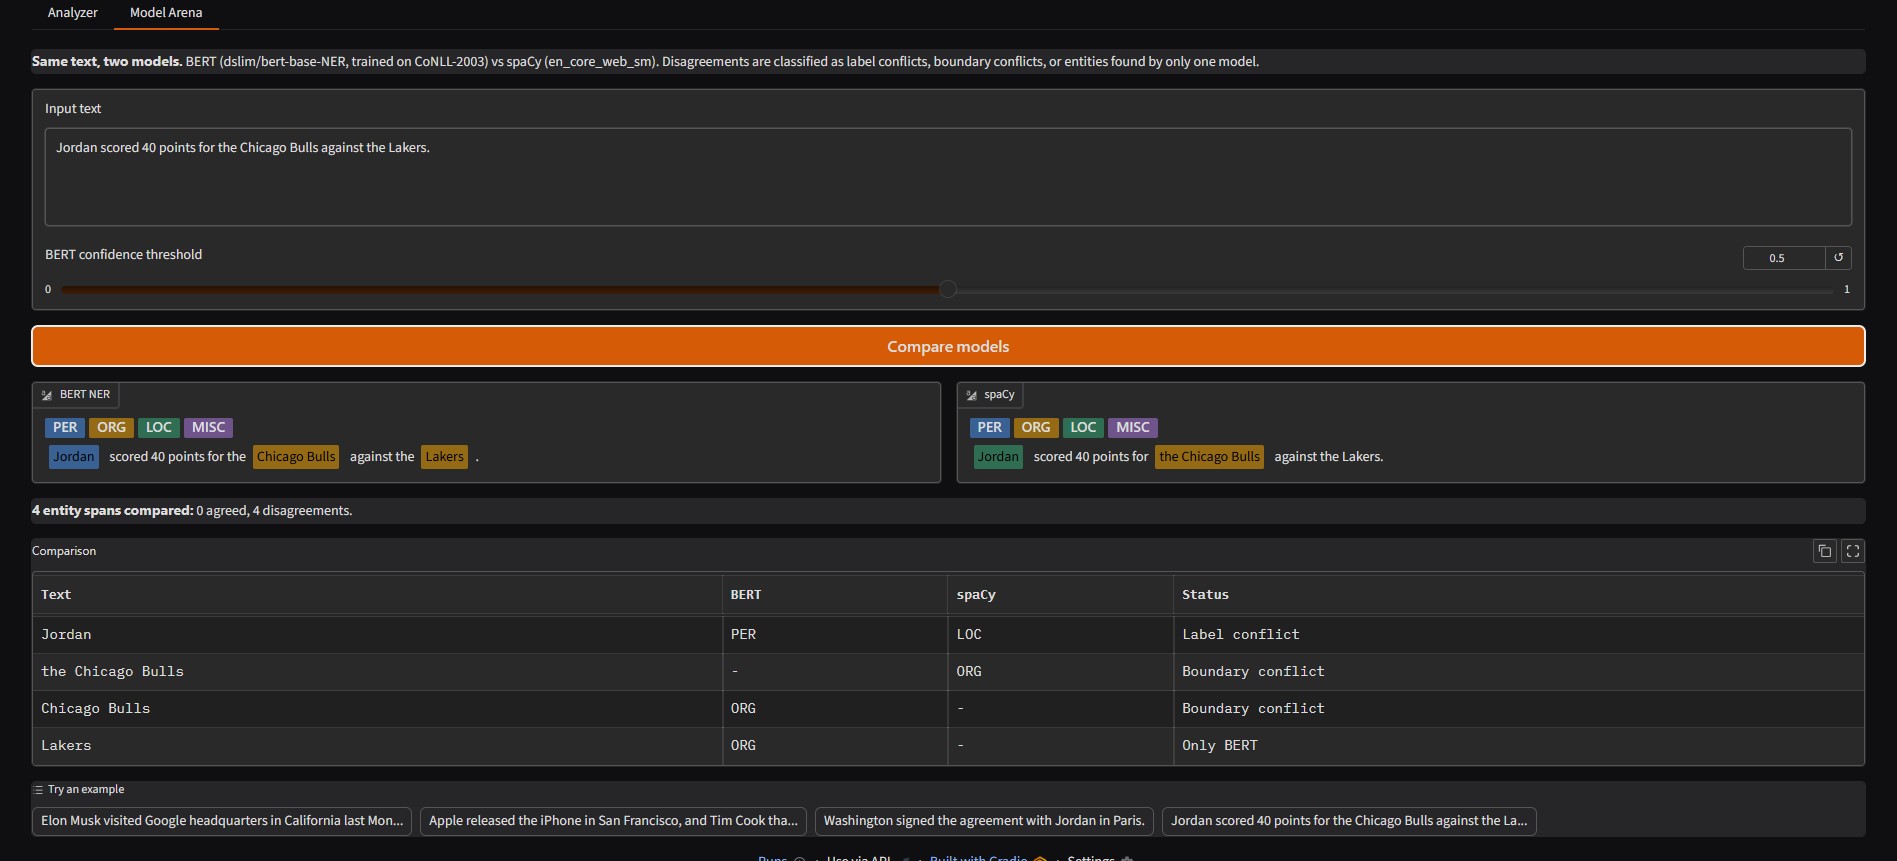 Analyzer Model Arena
Same text, two models. BERT (dslim/bert-base-NER, trained on CoNLL-2003) vs spaCy (en_core_web_sm). Disagreements are classified as label conflicts, boundary conflicts, or entities found by only one model.
Input text
Jordan scored 40 points for the Chicago Bulls against the Lakers.
BERT confidence threshold
0.5
0 1
Compare models
BERT NER
PER ORG LOC MISC
Jordan scored 40 points for the Chicago Bulls against the Lakers .
spaCy
PER ORG LOC MISC
Jordan scored 40 points for the Chicago Bulls against the Lakers.
4 entity spans compared: 0 agreed, 4 disagreements.
Comparison
Text BERT spaCy Status
Jordan PER LOC Label conflict
the Chicago Bulls - ORG Boundary conflict
Chicago Bulls ORG - Boundary conflict
Lakers ORG - Only BERT
Try an example
Elon Musk visited Google headquarters in California last Mon... Apple released the iPhone in San Francisco, and Tim Cook tha... Washington signed the agreement with Jordan in Paris. Jordan scored 40 points for the Chicago Bulls against the La...
Runs · Use via API · Built with Gradio · Settings